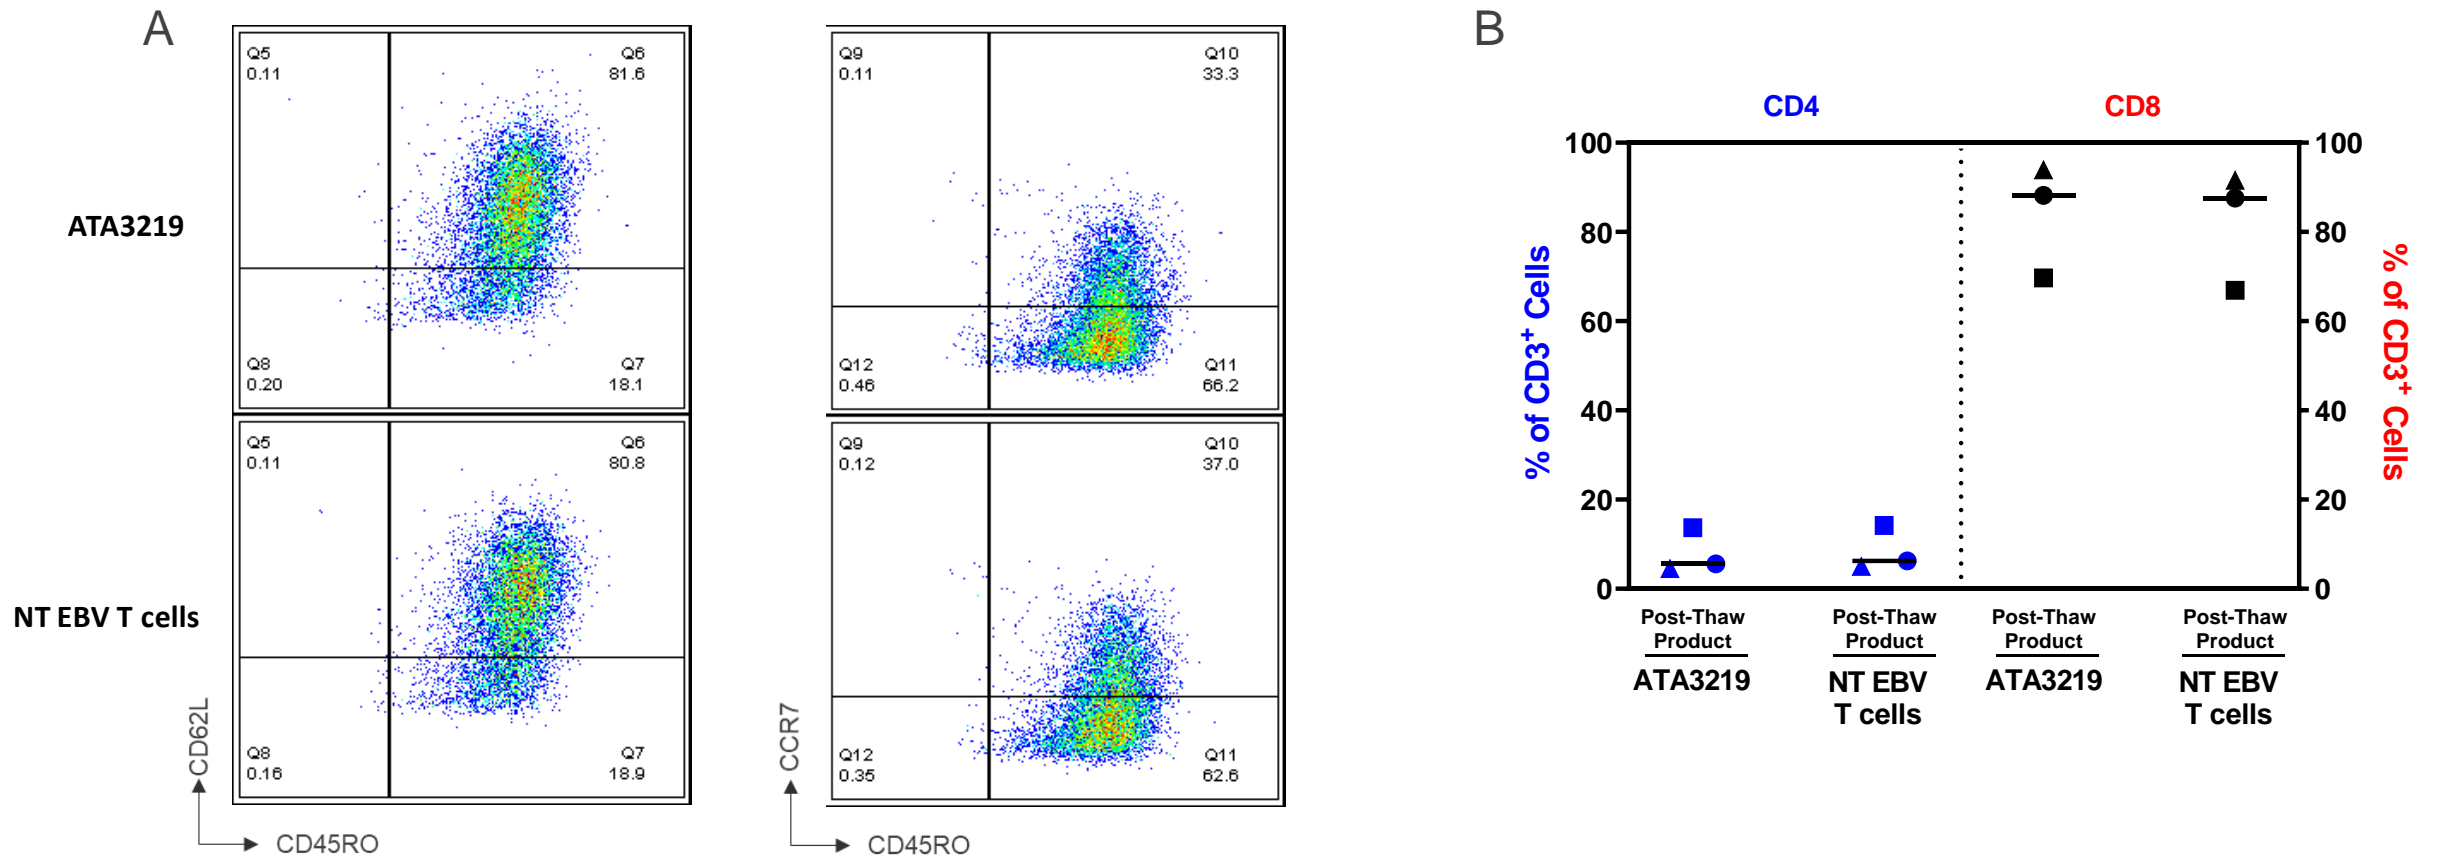 A
ATA3219
Q5
0.11
Q6
81.6
Q8
0.20
Q7
18.1
Q9
0.11
Q10
33.3
Q12
0.46
Q11
66.2
NT EBV T cells
Q5
0.11
Q6
80.8
Q8
0.16
Q7
18.9
Q9
0.12
Q10
37.0
Q12
0.35
Q11
62.6
CD62L
CD45RO
CCR7
CD45RO
B
CD4
CD8
% of CD3+ Cells
100
80
60
40
20
0
100
80
60
40
20
0
% of CD3+ Cells
Post-Thaw
Product
ATA3219
Post-Thaw
Product
NT EBV
T cells
Post-Thaw
Product
ATA3219
Post-Thaw
Product
NT EBV
T cells